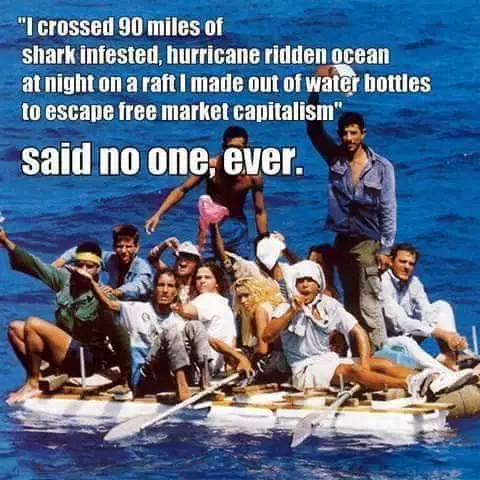 "I crossed 90 miles of
shark infested, hurricane ridden ocean
at night on a raft I made out of water bottles
to escape free market capitalism"
said no one, ever.